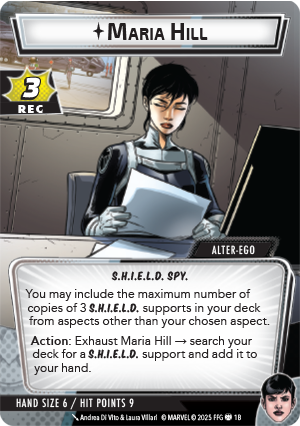 MARIA HILL
3
REC
ALTER-EGO
S.H.I.E.L.D. SPY.
You may include the maximum number of
copies of 3 S.H.I.E.L.D. supports in your deck
from aspects other than your chosen aspect.
Action: Exhaust Maria Hill → search your
deck for a S.H.I.E.L.D. support and add it to
your hand.
HAND SIZE 6 / HIT POINTS 9
Andrea Di Vito & Laura Villari © MARVEL © 2025 FFG 1B